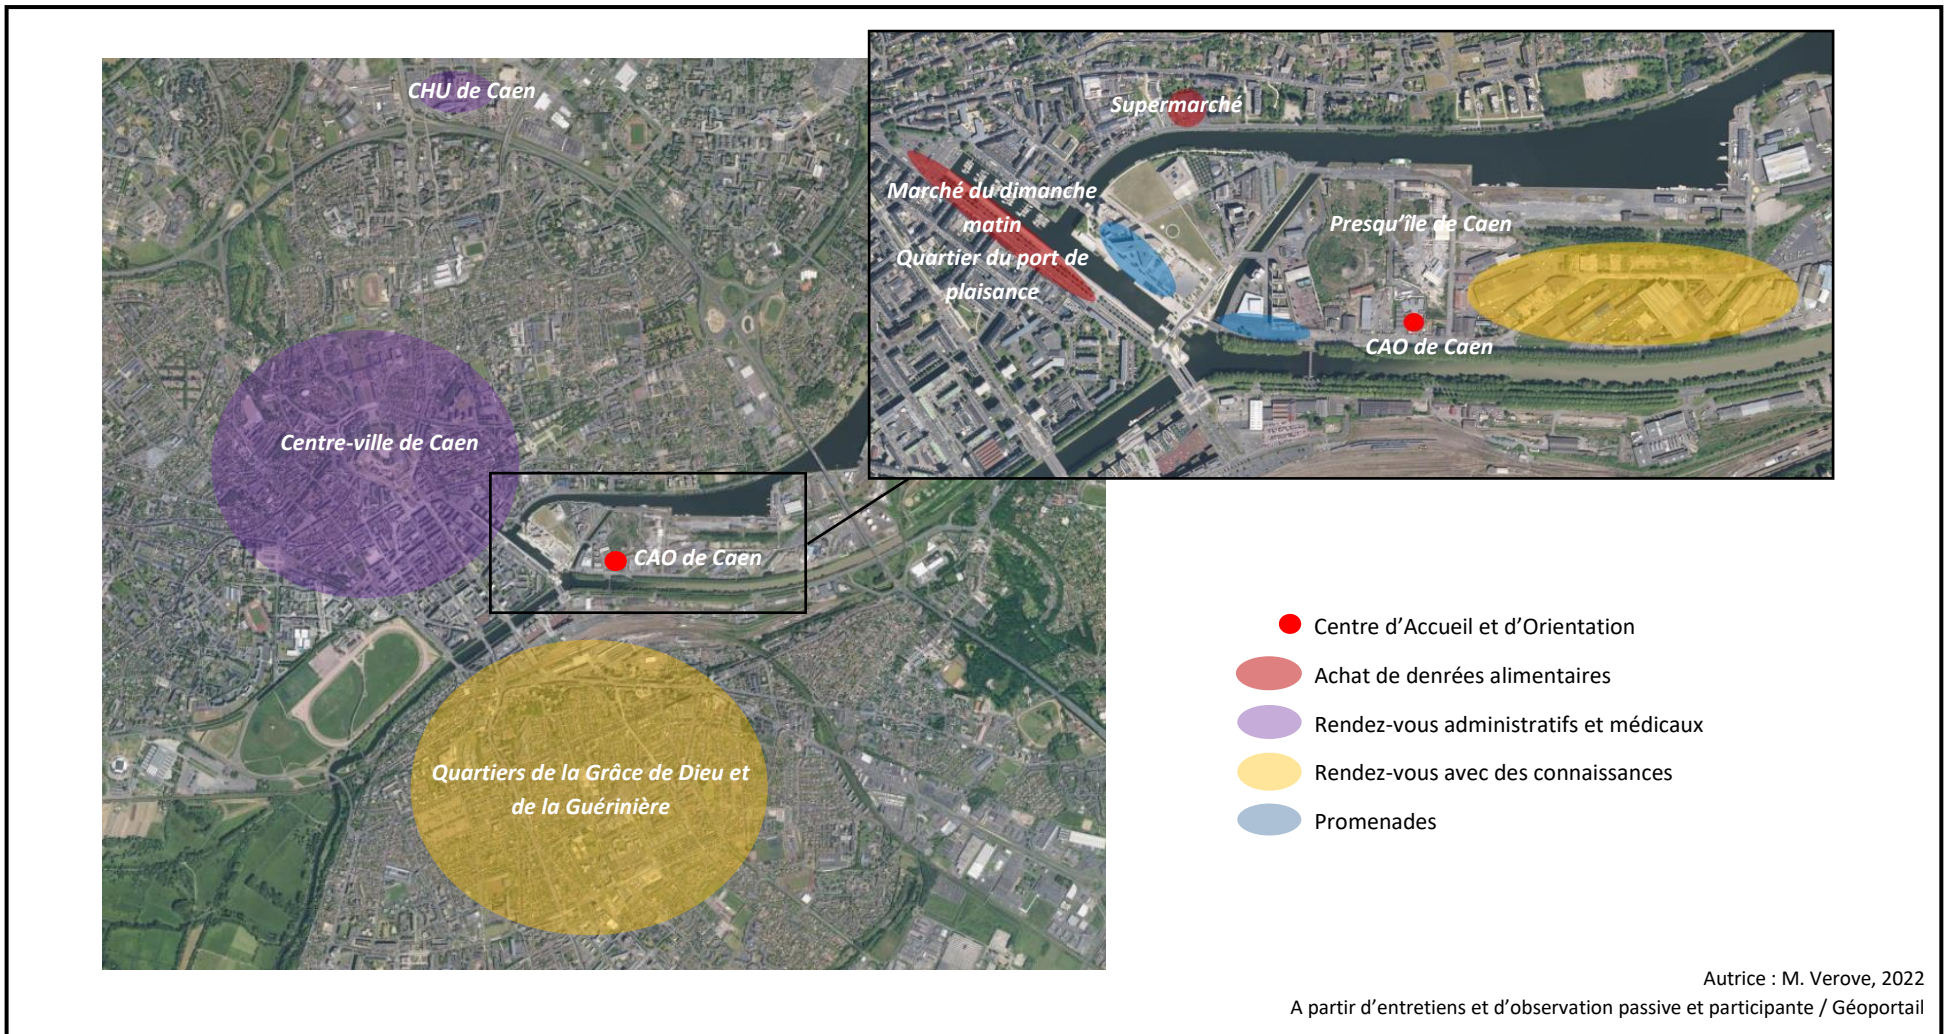 CHU de Caen
Centre-ville de Caen
CAO de Caen
Quartiers de la Grâce de Dieu et
de la Guérinière
Supermarché
Marché du dimanche
matin
Quartier du port de
plaisance
Presqu'île de Caen
CAO de Caen
Centre d'Accueil et d'Orientation
Achat de denrées alimentaires
Rendez-vous administratifs et médicaux
Rendez-vous avec des connaissances
Promenades
Autrice : M. Verove, 2022
A partir d'entretiens et d'observation passive et participante / Géoportail